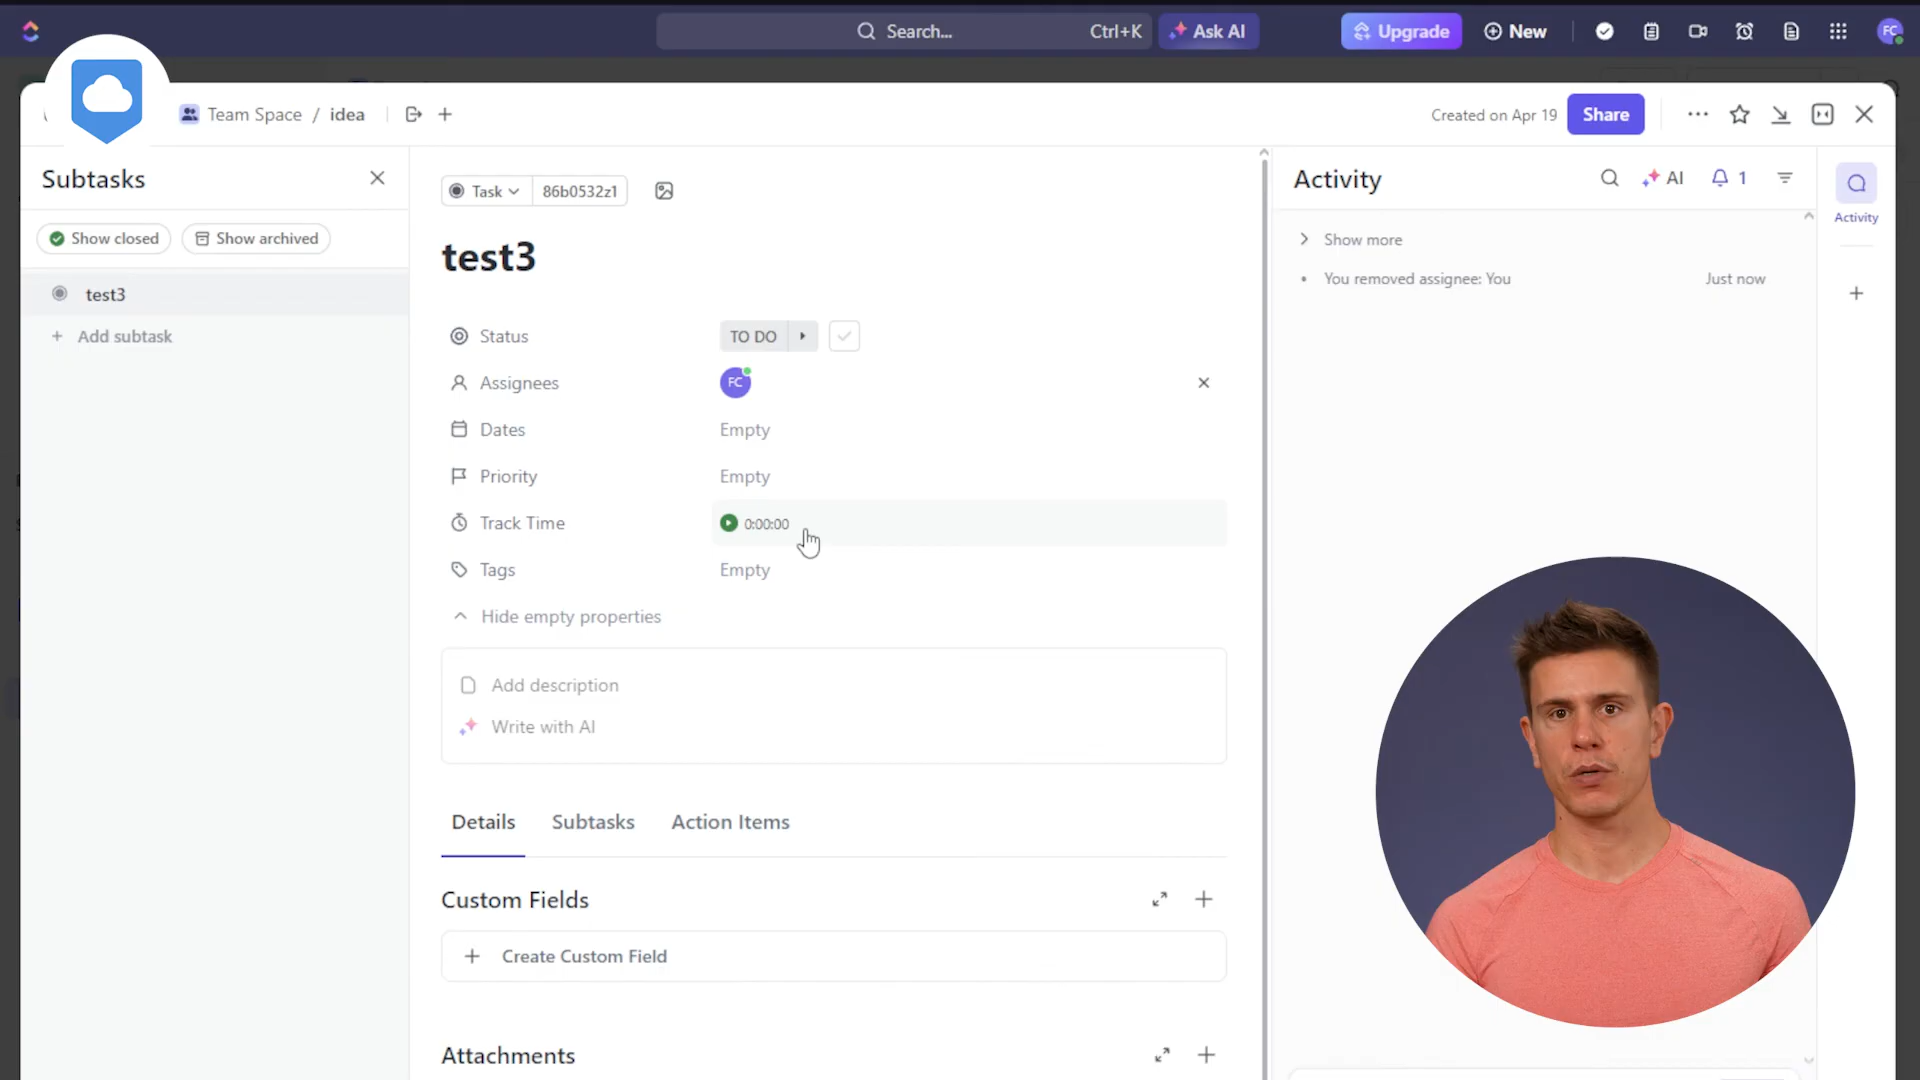 Search...
Ctrl+K
Ask AI
Upgrade
New
FC
Team Space / idea
Created on Apr 19
Share
Subtasks
Show closed
Show archived
test3
Add subtask
Task
86b0532z1
test3
Status
TO DO
Assignees
FC
Dates
Empty
Priority
Empty
Track Time
0:00:00
Tags
Empty
Hide empty properties
Add description
Write with AI
Details
Subtasks
Action Items
Custom Fields
Create Custom Field
Attachments
Activity
AI
1
Show more
You removed assignee: You
Just now
Activity